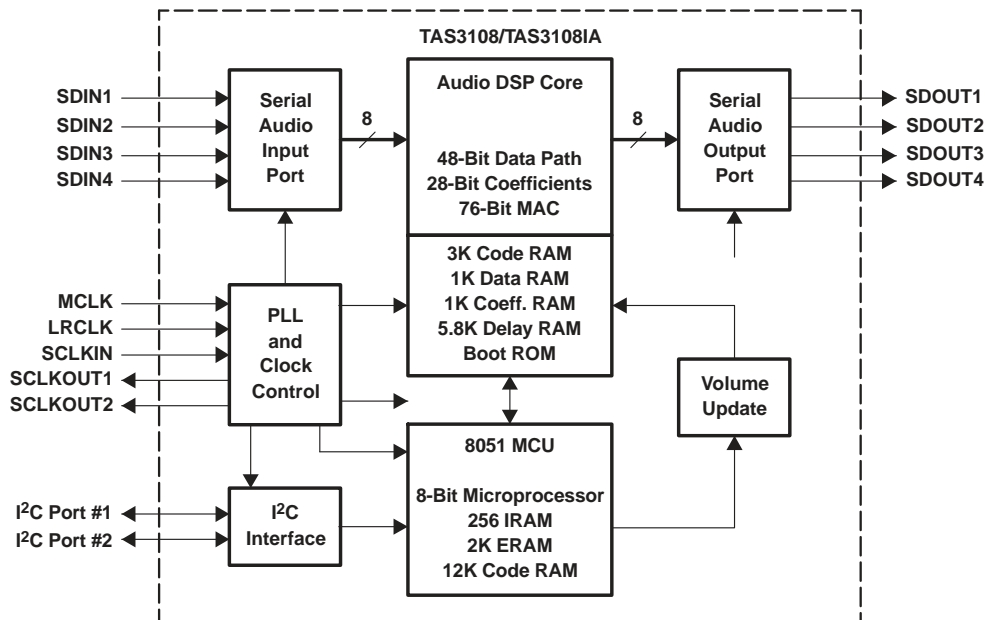 TAS3108/TAS3108IA
SDIN1
SDIN2
SDIN3
SDIN4
Serial
Audio
Input
Port
8
Audio DSP Core
48-Bit Data Path
28-Bit Coefficients
76-Bit MAC
8
Serial
Audio
Output
Port
SDOUT1
SDOUT2
SDOUT3
SDOUT4
3K Code RAM
1K Data RAM
1K Coeff. RAM
5.8K Delay RAM
Boot ROM
MCLK
LRCLK
SCLKIN
SCLKOUT1
SCLKOUT2
PLL
and
Clock
Control
Volume
Update
8051 MCU
8-Bit Microprocessor
256 IRAM
2K ERAM
12K Code RAM
I2C Port #1
I2C Port #2
I2C
Interface